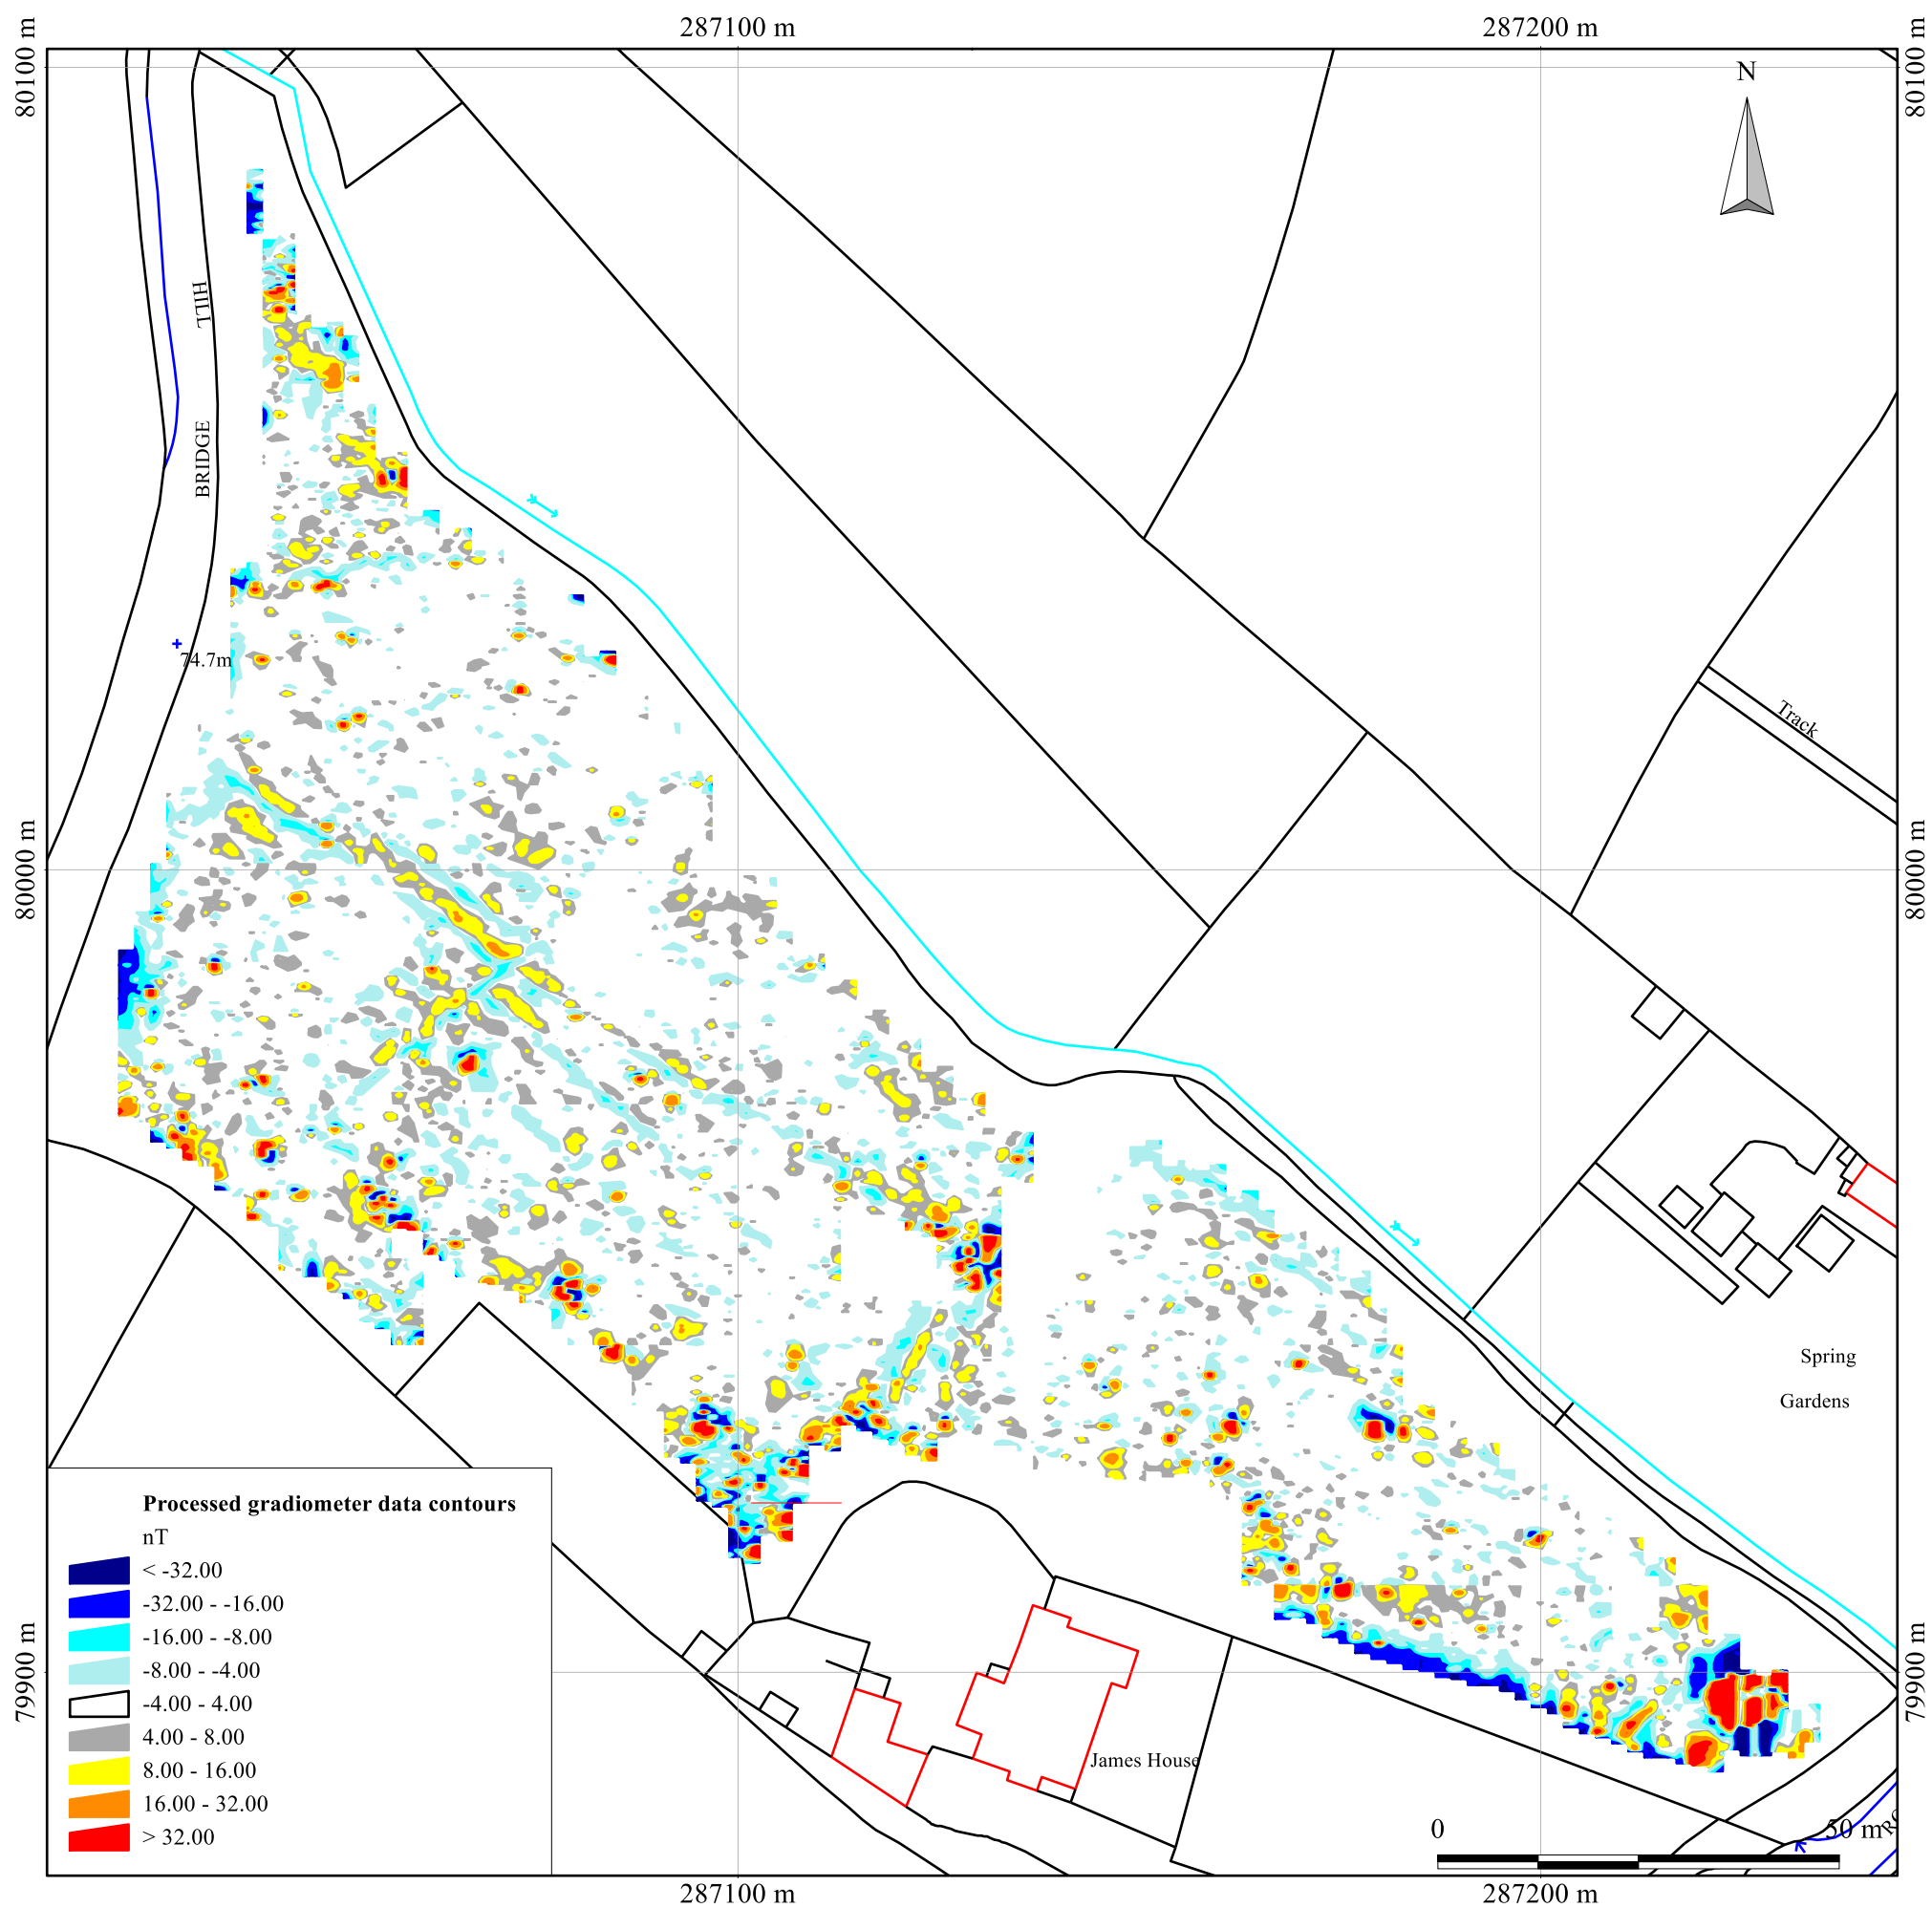 287100 m
287200 m
80100 m
80100 m
N
HILL
BRIDGE
74.7m
Track
80000 m
80000 m
Spring
Gardens
Processed gradiometer data contours
nT
< -32.00
-32.00 - -16.00
-16.00 - -8.00
-8.00 - -4.00
-4.00 - 4.00
4.00 - 8.00
8.00 - 16.00
16.00 - 32.00
> 32.00
79900 m
79900 m
James House
0
50 m
287100 m
287200 m